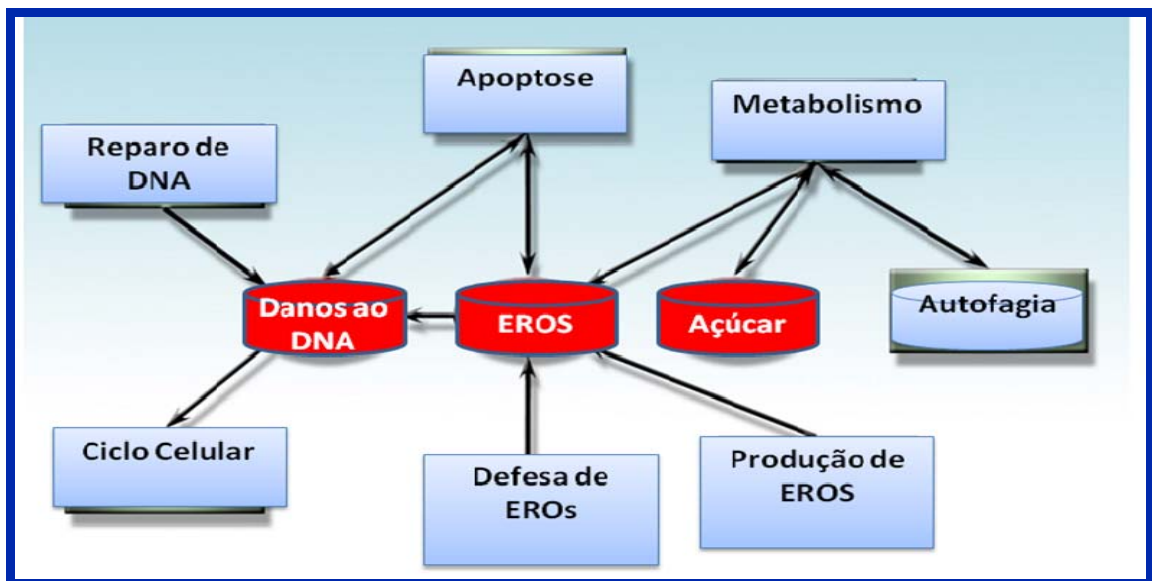 Apoptose
Metabolismo
Reparo de
DNA
Danos ao
DNA
EROS
Açúcar
Autofagia
Ciclo Celular
Defesa de
EROs
Produção de
EROS